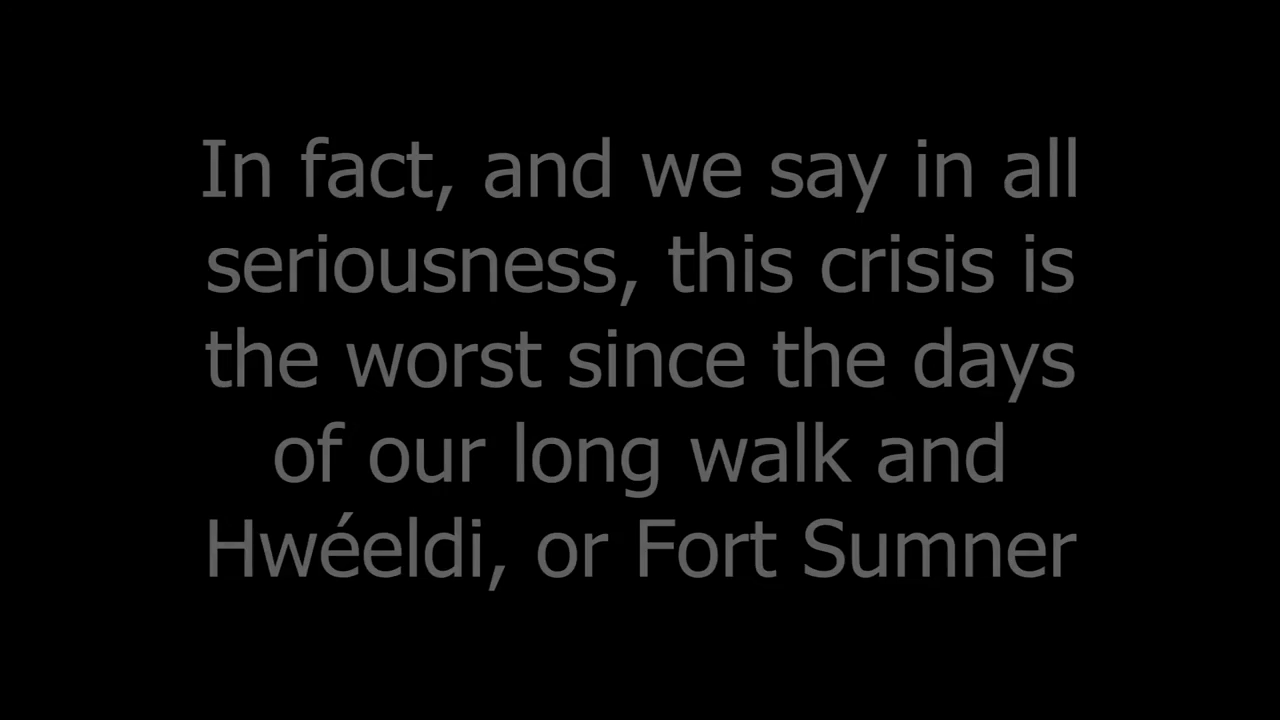 In fact, and we say in all
seriousness, this crisis is
the worst since the days
of our long walk and
Hwéeldi, or Fort Sumner